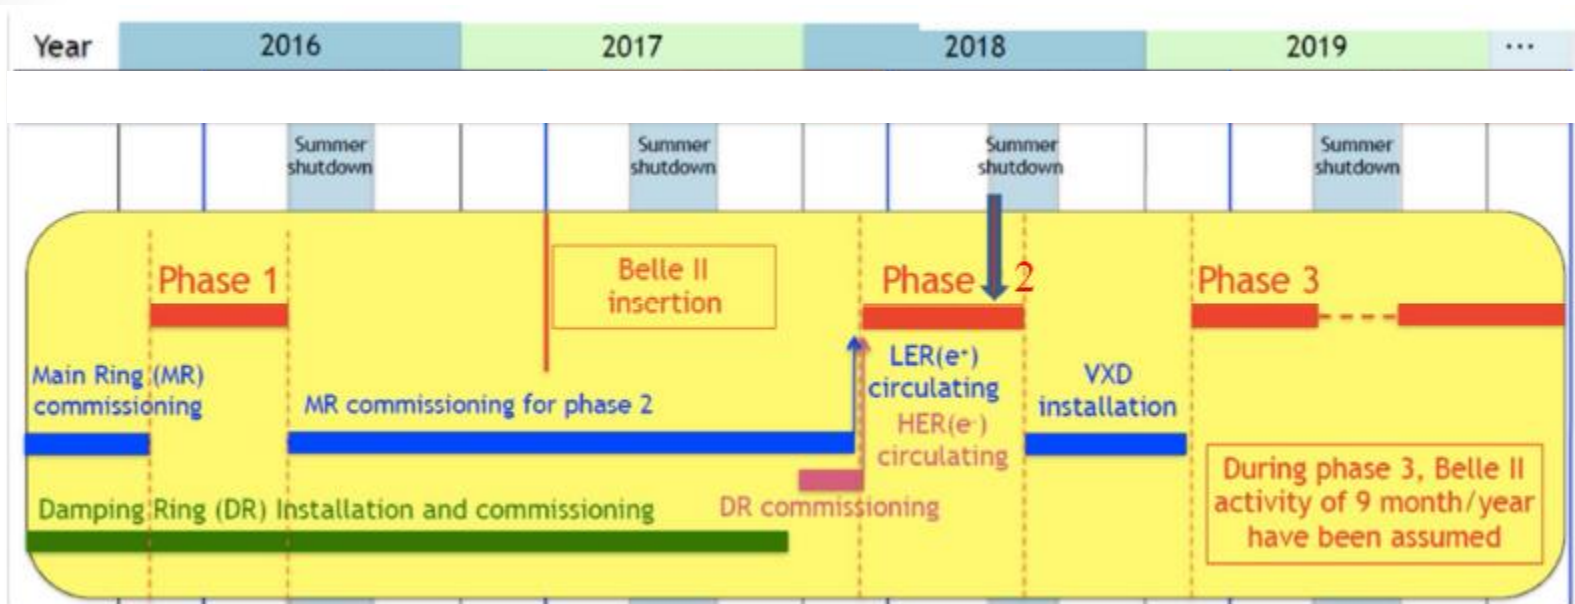 Year 2016 2017 2018 2019 ...
Summer shutdown Summer shutdown Summer shutdown Summer shutdown
Phase 1
Belle II
insertion
Phase 2
Phase 3
Main Ring (MR)
commissioning
MR commissioning for phase 2
LER(e⁺)
circulating
HER(e⁻)
circulating
VXD
installation
Damping Ring (DR) Installation and commissioning
DR commissioning
During phase 3, Belle II
activity of 9 month/year
have been assumed